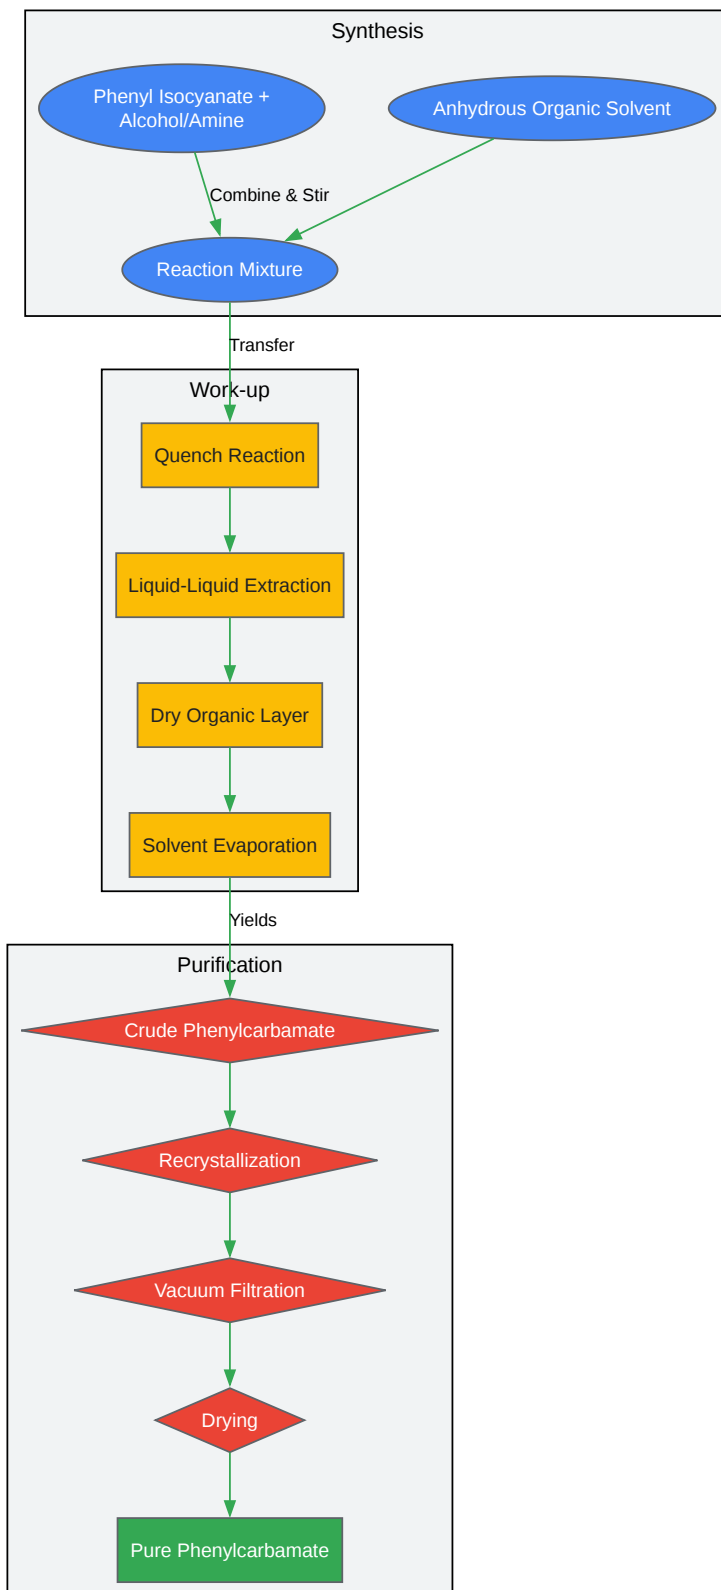 Synthesis
Phenyl Isocyanate +
Alcohol/Amine
Anhydrous Organic Solvent
Combine & Stir
Reaction Mixture
Transfer
Work-up
Quench Reaction
Liquid-Liquid Extraction
Dry Organic Layer
Solvent Evaporation
Yields
Purification
Crude Phenylcarbamate
Recrystallization
Vacuum Filtration
Drying
Pure Phenylcarbamate